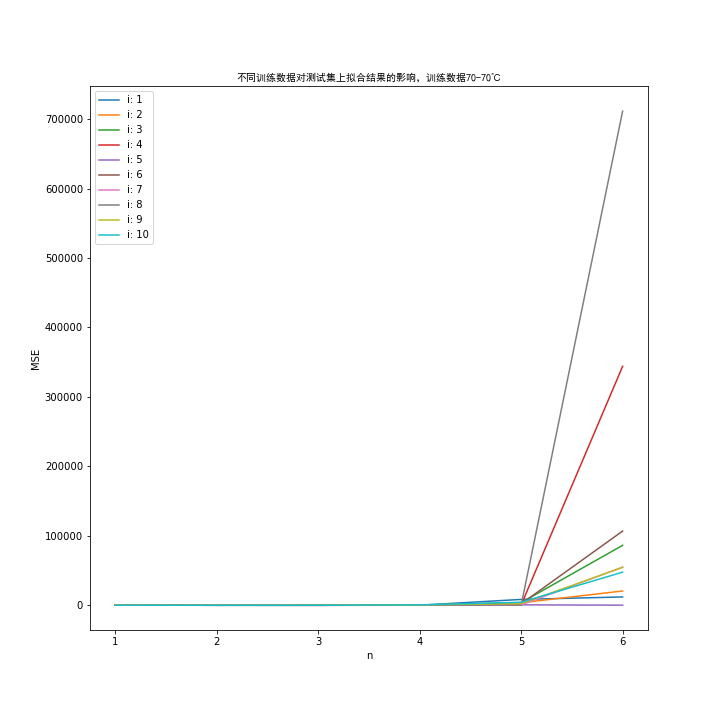 不同训练数据对测试集上拟合结果的影响，训练数据70-70℃
i: 1
i: 2
i: 3
i: 4
i: 5
i: 6
i: 7
i: 8
i: 9
i: 10
700000
600000
500000
400000
300000
200000
100000
0
MSE
1 2 3 4 5 6
n